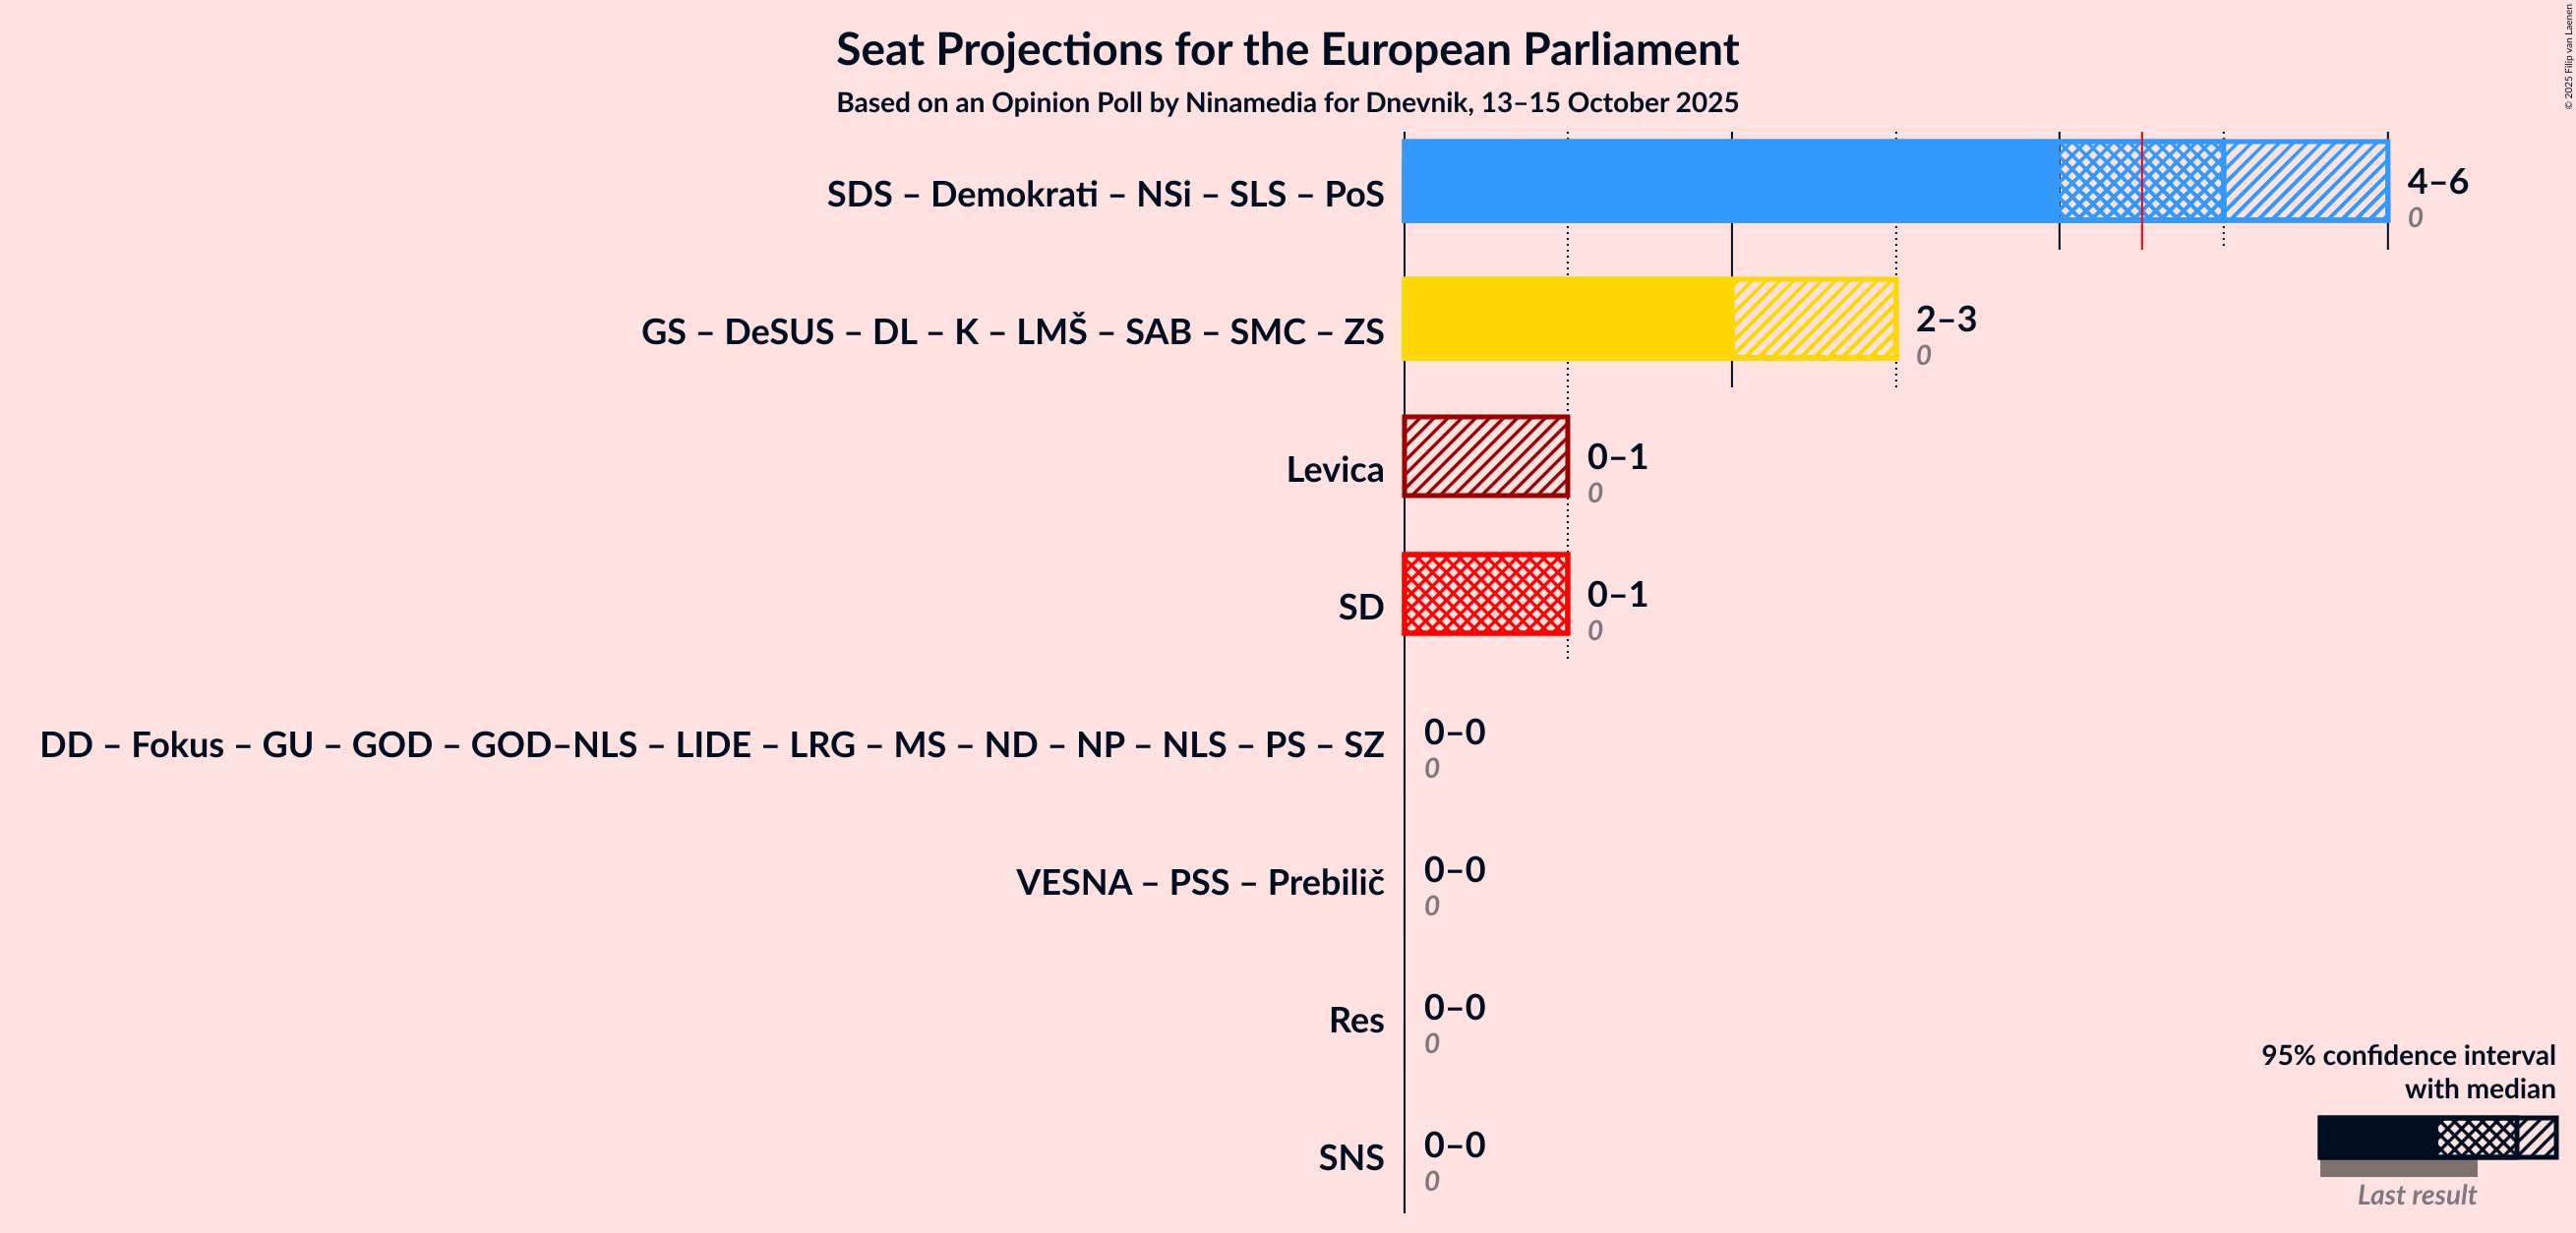 Seat Projections for the European Parliament
Based on an Opinion Poll by Ninamedia for Dnevnik, 13–15 October 2025
© 2025 Filip van Laenen
SDS – Demokrati – NSi – SLS – PoS
4–6
0
GS – DeSUS – DL – K – LMŠ – SAB – SMC – ZS
2–3
0
Levica
0–1
0
SD
0–1
0
DD – Fokus – GU – GOD – GOD–NLS – LIDE – LRG – MS – ND – NP – NLS – PS – SZ
0–0
0
VESNA – PSS – Prebilič
0–0
0
Res
0–0
0
SNS
0–0
0
95% confidence interval
with median
Last result